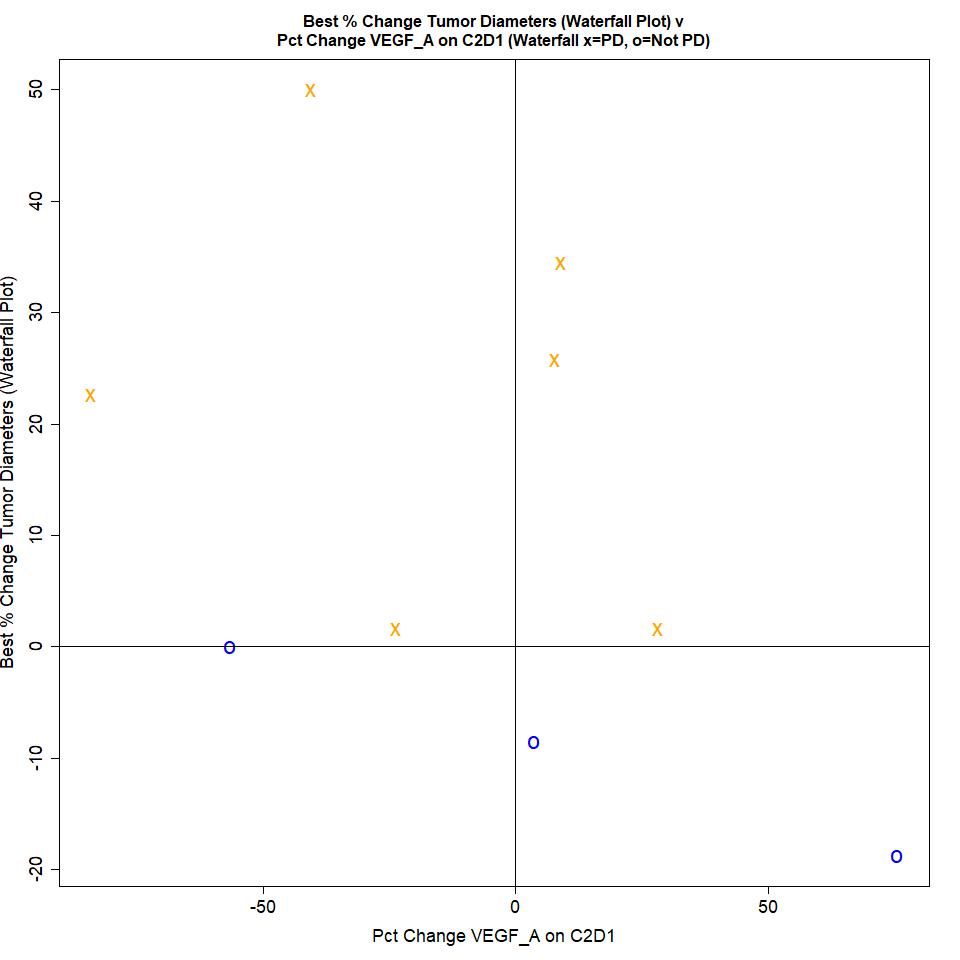 Best % Change Tumor Diameters (Waterfall Plot) v
Pct Change VEGF_A on C2D1 (Waterfall x=PD, o=Not PD)
Best % Change Tumor Diameters (Waterfall Plot)
50
40
30
20
10
0
-10
-20
X
X
X
X
X
X
O
O
O
-50
0
50
Pct Change VEGF_A on C2D1